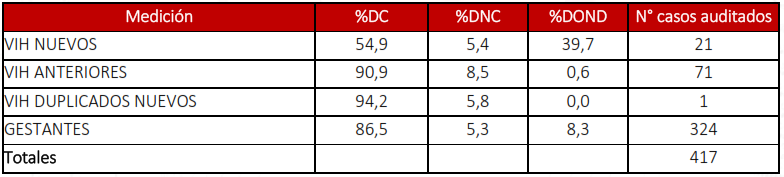 Medición %DC %DNC %DOND N° casos auditados
VIH NUEVOS 54,9 5,4 39,7 21
VIH ANTERIORES 90,9 8,5 0,6 71
VIH DUPLICADOS NUEVOS 94,2 5,8 0,0 1
GESTANTES 86,5 5,3 8,3 324
Totales 417